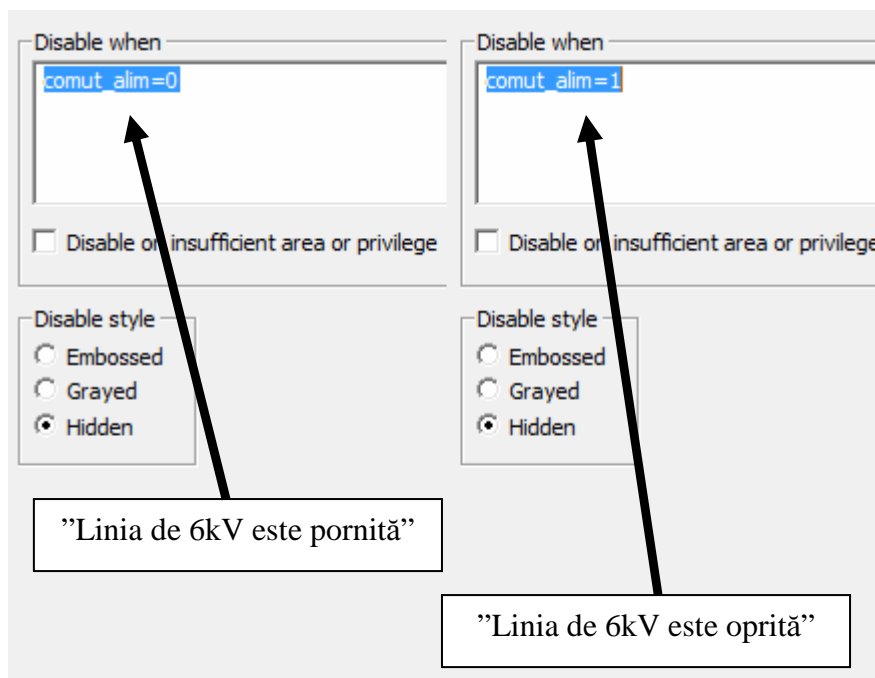 Disable when
comut_alim=0
Disable on insufficient area or privilege
Disable style
Embossed
Grayed
Hidden
”Linia de 6kV este pornită”
Disable when
comut_alim=1
Disable on insufficient area or privilege
Disable style
Embossed
Grayed
Hidden
”Linia de 6kV este oprită”